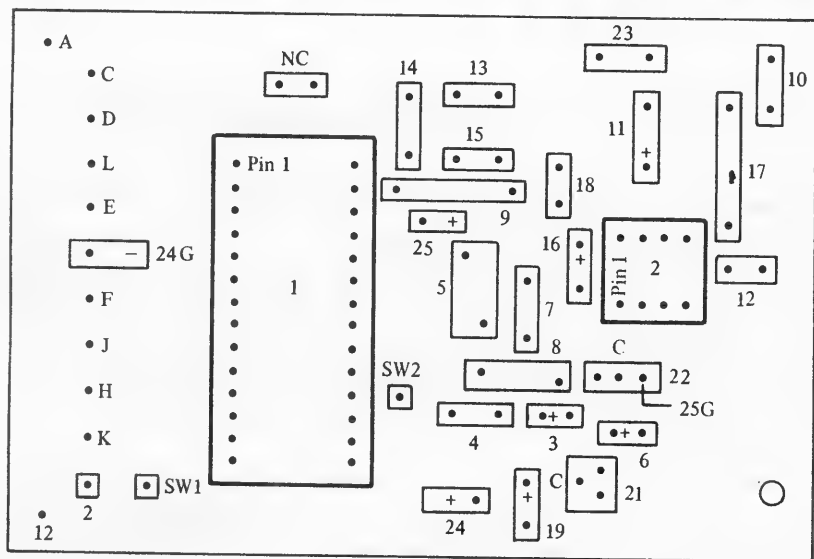 A
C
D
L
E
− 24G
F
J
H
K
2
SW1
12
NC
Pin 1
1
14
13
15
9
25 +
5
7
8
SW2
4
+ 3
24 +
+ 19
C 21
+ 6
C 22
25G
23
11 +
18
16 +
Pin 1
2
10
17
12